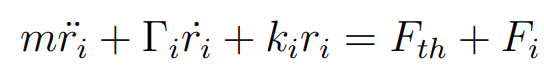 $m\ddot{r}_i + \Gamma_i \dot{r}_i + k_i r_i = F_{th} + F_i$